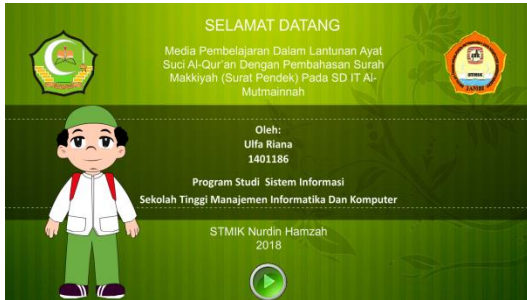 SELAMAT DATANG
Media Pembelajaran Dalam Lantunan Ayat
Suci Al-Qur'an Dengan Pembahasan Surah
Makkiyah (Surat Pendek) Pada SD IT Al-
Mutmainnah
Oleh:
Ulfa Riana
1401186
Program Studi Sistem Informasi
Sekolah Tinggi Manajemen Informatika Dan Komputer
STMIK Nurdin Hamzah
2018
STMIK
JAMBI